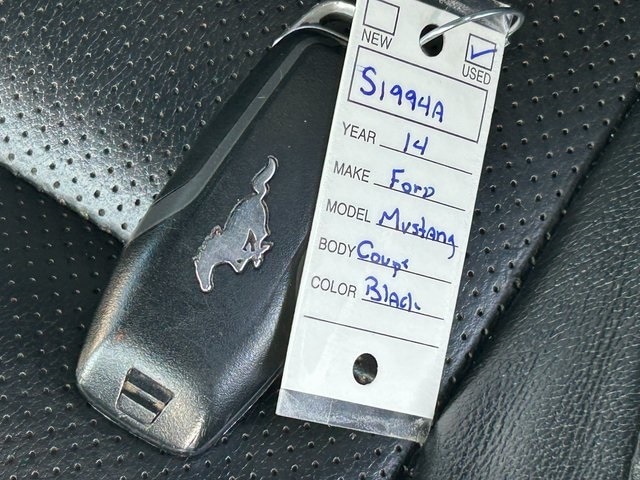 NEW USED
S1994A
YEAR 14
MAKE Ford
MODEL Mustang
BODY Coupe
COLOR Black